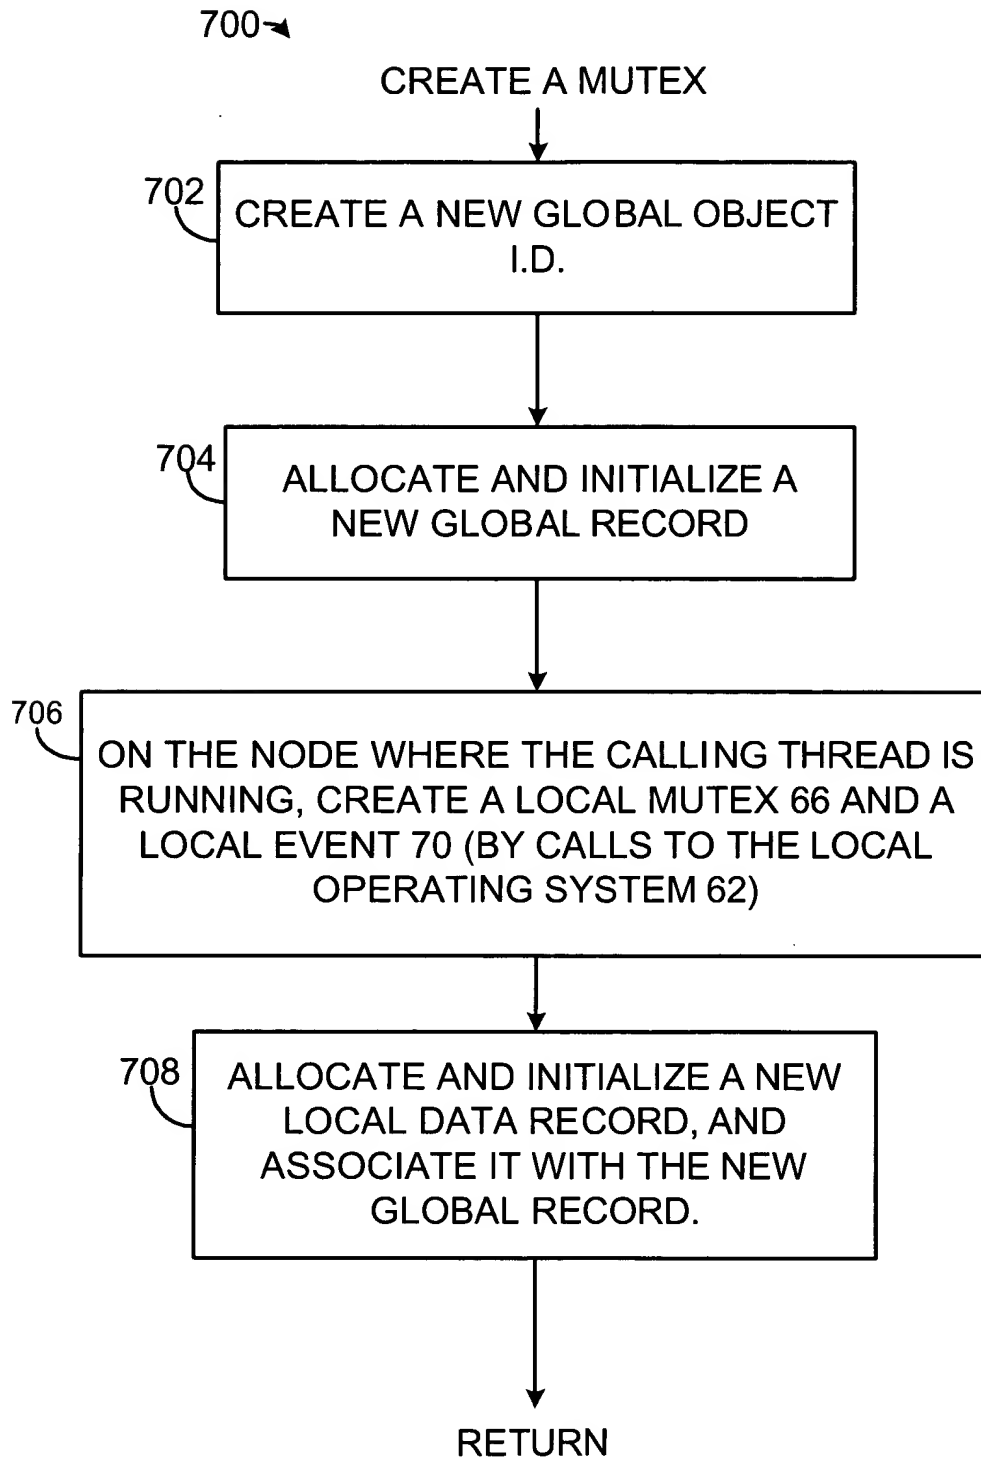 700
CREATE A MUTEX
702
CREATE A NEW GLOBAL OBJECT
I.D.
704
ALLOCATE AND INITIALIZE A
NEW GLOBAL RECORD
706
ON THE NODE WHERE THE CALLING THREAD IS
RUNNING, CREATE A LOCAL MUTEX 66 AND A
LOCAL EVENT 70 (BY CALLS TO THE LOCAL
OPERATING SYSTEM 62)
708
ALLOCATE AND INITIALIZE A NEW
LOCAL DATA RECORD, AND
ASSOCIATE IT WITH THE NEW
GLOBAL RECORD.
RETURN